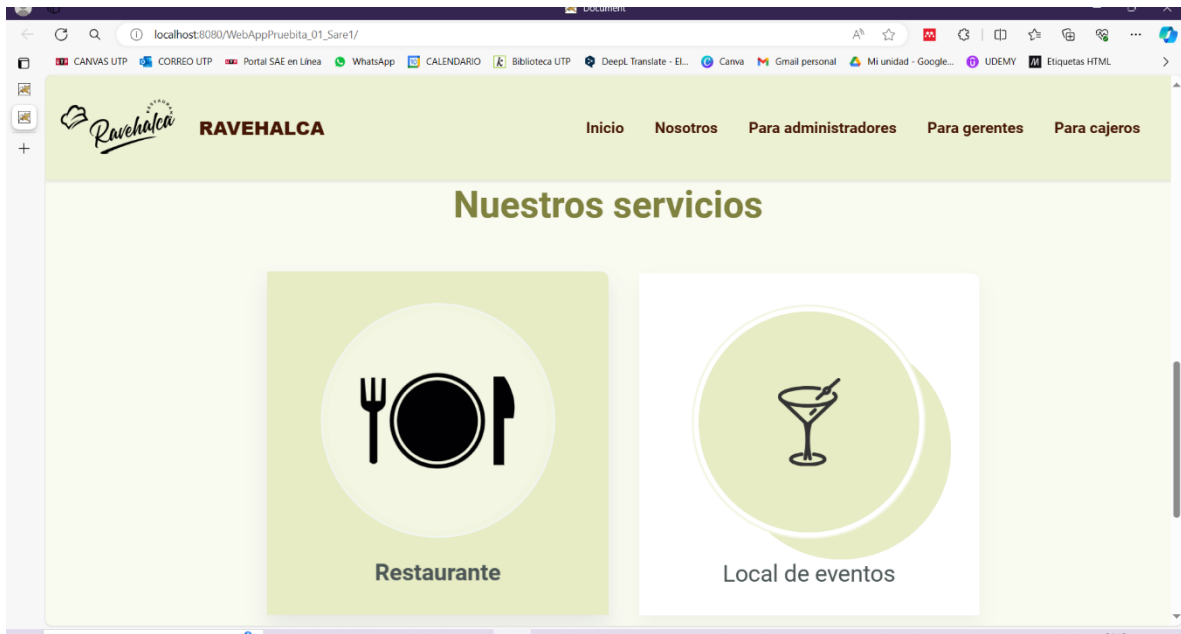 Document
localhost:8080/WebAppPruebita_01_Sare1/
CANVAS UTP CORREO UTP Portal SAE en Línea WhatsApp CALENDARIO Biblioteca UTP DeepL Translate - El... Canva Gmail personal Mi unidad - Google... UDEMY Etiquetas HTML
RESTAURANT
Ravehalca RAVEHALCA Inicio Nosotros Para administradores Para gerentes Para cajeros
Nuestros servicios
Restaurante Local de eventos